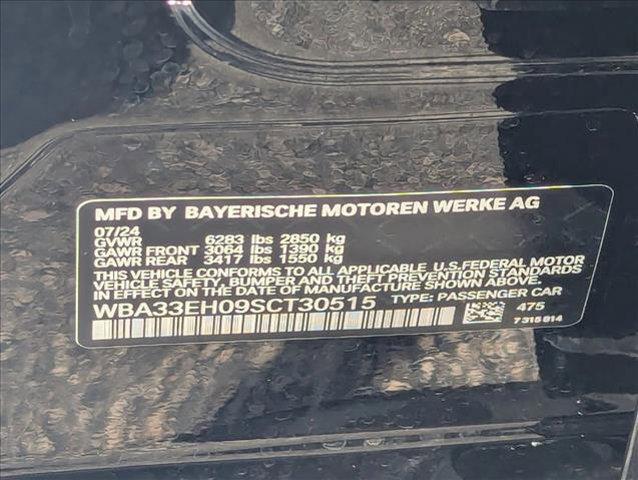 MFD BY BAYERISCHE MOTOREN WERKE AG
07/24
GVWR 6283 lbs 2850 kg
GAWR FRONT 3064 lbs 1390 kg
GAWR REAR 3417 lbs 1550 kg
THIS VEHICLE CONFORMS TO ALL APPLICABLE U.S.FEDERAL MOTOR
VEHICLE SAFETY, BUMPER AND THEFT PREVENTION STANDARDS
IN EFFECT ON THE DATE OF MANUFACTURE SHOWN ABOVE.
WBA33EH09SCT30515 TYPE: PASSENGER CAR
475
7 315 814